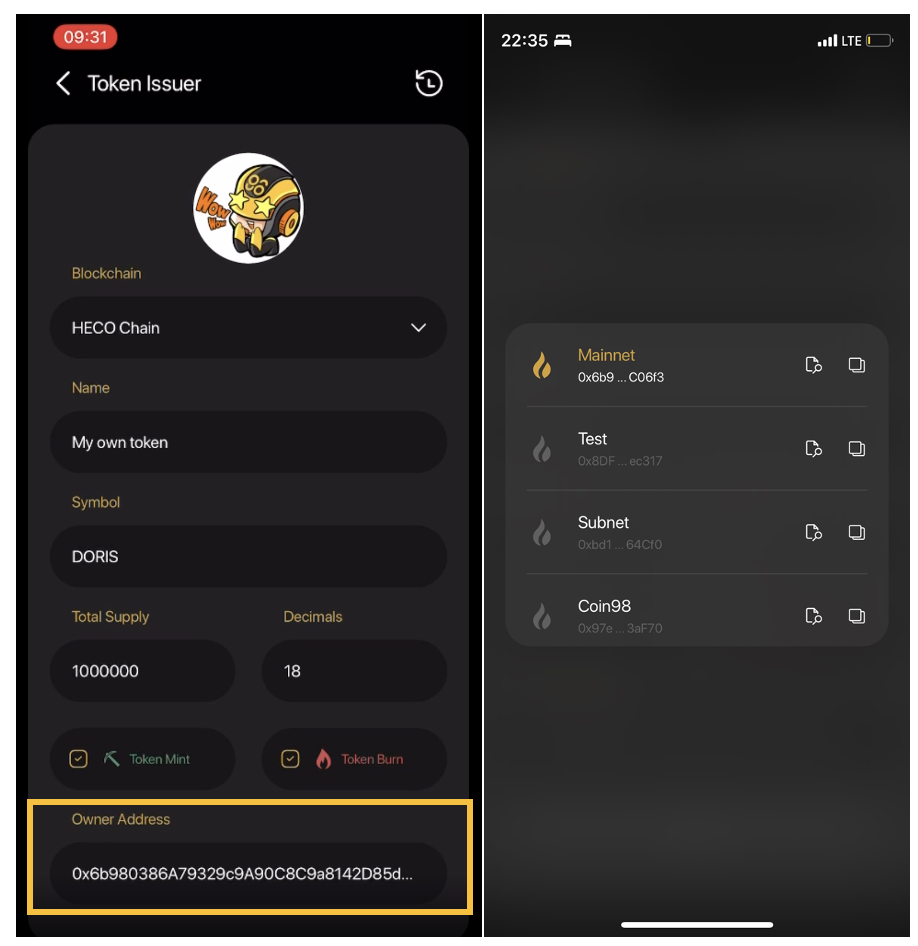 09:31
Token Issuer
98
Wow
Wow
Blockchain
HECO Chain
Name
My own token
Symbol
DORIS
Total Supply
Decimals
1000000
18
Token Mint
Token Burn
Owner Address
0x6b980386A79329c9A90C8C9a8142D85d...
22:35
LTE
Mainnet
0x6b9 ... C06f3
Test
0x8DF ... ec317
Subnet
0xbd1 ... 64Cf0
Coin98
0x97e ... 3aF70